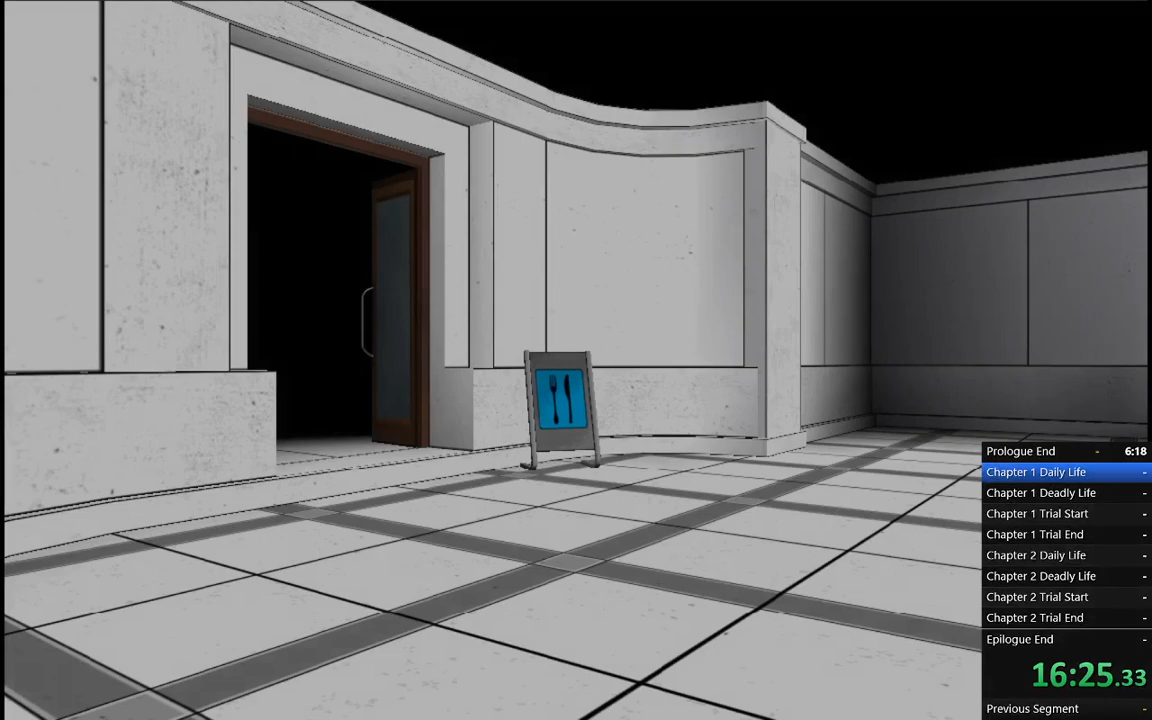 Prologue End - 6:18
Chapter 1 Daily Life -
Chapter 1 Deadly Life -
Chapter 1 Trial Start -
Chapter 1 Trial End -
Chapter 2 Daily Life -
Chapter 2 Deadly Life -
Chapter 2 Trial Start -
Chapter 2 Trial End -
Epilogue End -
16:25.33
Previous Segment -